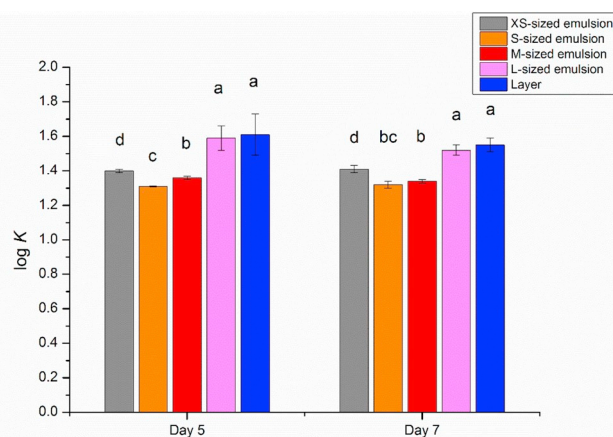 XS-sized emulsion
S-sized emulsion
M-sized emulsion
L-sized emulsion
Layer
2.0
1.8
1.6
1.4
1.2
1.0
0.8
0.6
0.4
0.2
0.0
log K
d
c
b
a
a
d
bc
b
a
a
Day 5
Day 7